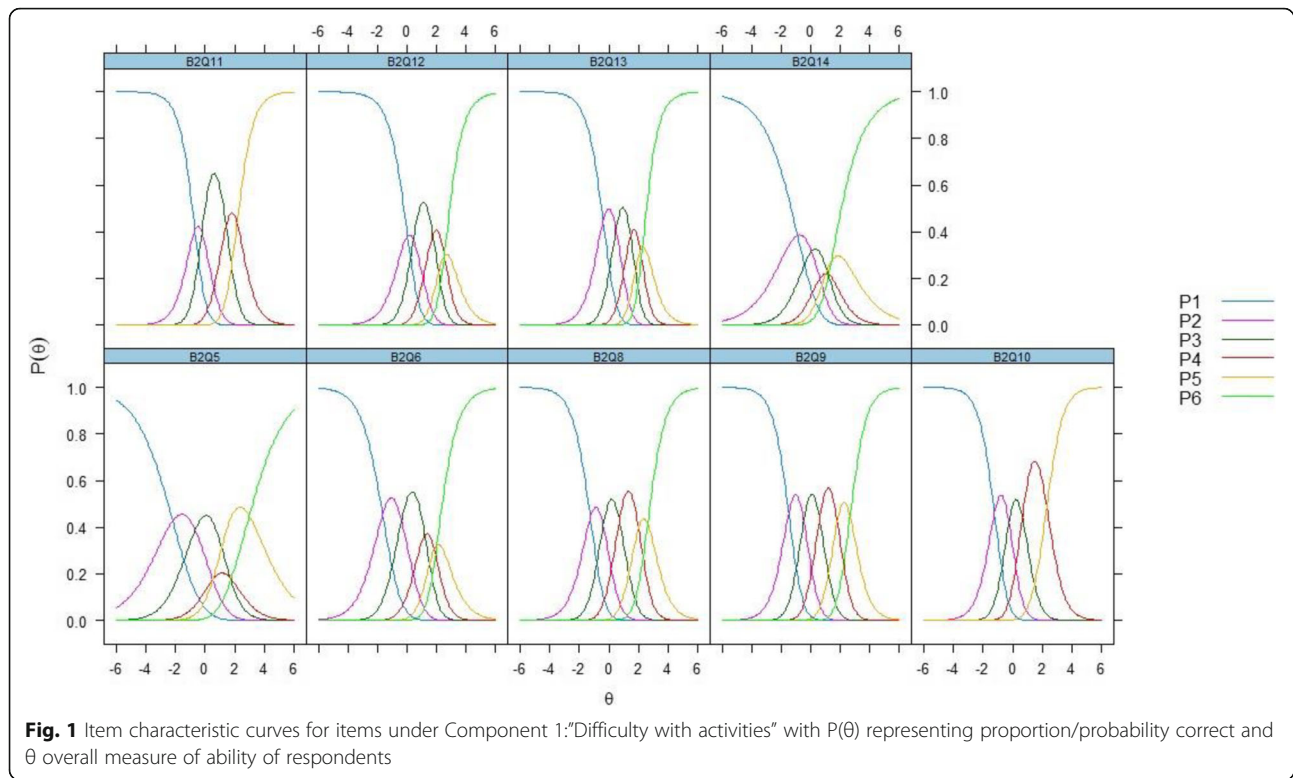 -6 -4 -2 0 2 4 6 -6 -4 -2 0 2 4 6
B2Q11 B2Q12 B2Q13 B2Q14
1.0
0.8
0.6
0.4
0.2
0.0
P1
P2
P3
P4
P5
P6
P(θ)
B2Q5 B2Q6 B2Q8 B2Q9 B2Q10
1.0
0.8
0.6
0.4
0.2
0.0
-6 -4 -2 0 2 4 6 -6 -4 -2 0 2 4 6 -6 -4 -2 0 2 4 6
θ
Fig. 1 Item characteristic curves for items under Component 1:"Difficulty with activities" with P(θ) representing proportion/probability correct and
θ overall measure of ability of respondents